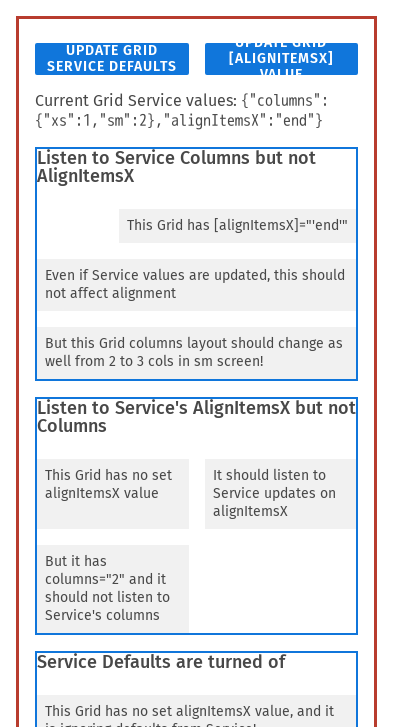 UPDATE GRID
SERVICE DEFAULTS
UPDATE GRID
[ALIGNITEMSX]
VALUE
Current Grid Service values: {"columns":
{"xs":1,"sm":2},"alignItemsX":"end"}
Listen to Service Columns but not
AlignItemsX
This Grid has [alignItemsX]="'end'"
Even if Service values are updated, this should
not affect alignment
But this Grid columns layout should change as
well from 2 to 3 cols in sm screen!
Listen to Service's AlignItemsX but not
Columns
This Grid has no set
alignItemsX value
It should listen to
Service updates on
alignItemsX
But it has
columns="2" and it
should not listen to
Service's columns
Service Defaults are turned of
This Grid has no set alignItemsX value, and it
is ignoring defaults from Service!